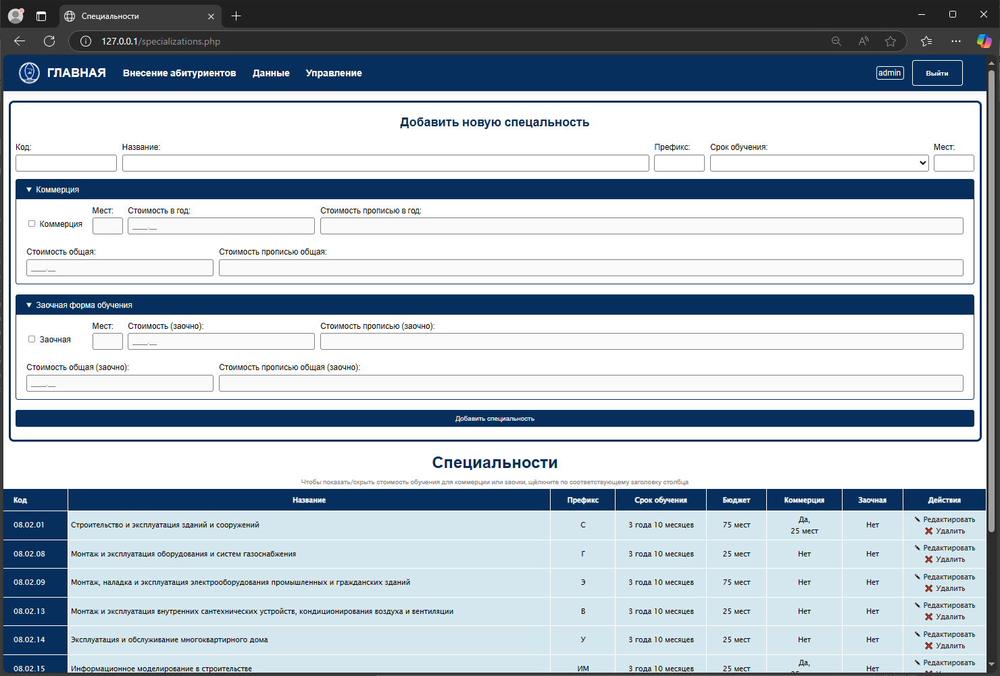 Специальности
127.0.0.1/specializations.php
ГЛАВНАЯ Внесение абитуриентов Данные Управление admin Выйти
Добавить новую спецальность
Код: Название: Префикс: Срок обучения: Мест:
▼ Коммерция
Мест: Стоимость в год: Стоимость прописью в год:
Коммерция ____.__
Стоимость общая: Стоимость прописью общая:
____.__
▼ Заочная форма обучения
Мест: Стоимость (заочно): Стоимость прописью (заочно):
Заочная ____.__
Стоимость общая (заочно): Стоимость прописью общая (заочно):
____.__
Добавить специальность
Специальности
Чтобы показать/скрыть стоимость обучения для коммерции или заочки, щёлкните по соответствующему заголовку столбца
Код Название Префикс Срок обучения Бюджет Коммерция Заочная Действия
08.02.01 Строительство и эксплуатация зданий и сооружений С 3 года 10 месяцев 75 мест Да, 25 мест Нет Редактировать Удалить
08.02.08 Монтаж и эксплуатация оборудования и систем газоснабжения Г 3 года 10 месяцев 25 мест Нет Нет Редактировать Удалить
08.02.09 Монтаж, наладка и эксплуатация электрооборудования промышленных и гражданских зданий Э 3 года 10 месяцев 75 мест Нет Нет Редактировать Удалить
08.02.13 Монтаж и эксплуатация внутренних сантехнических устройств, кондиционирования воздуха и вентиляции В 3 года 10 месяцев 25 мест Нет Нет Редактировать Удалить
08.02.14 Эксплуатация и обслуживание многоквартирного дома У 3 года 10 месяцев 25 мест Нет Нет Редактировать Удалить
08.02.15 Информационное моделирование в строительстве ИМ 3 года 10 месяцев 25 мест Да, Нет Редактировать